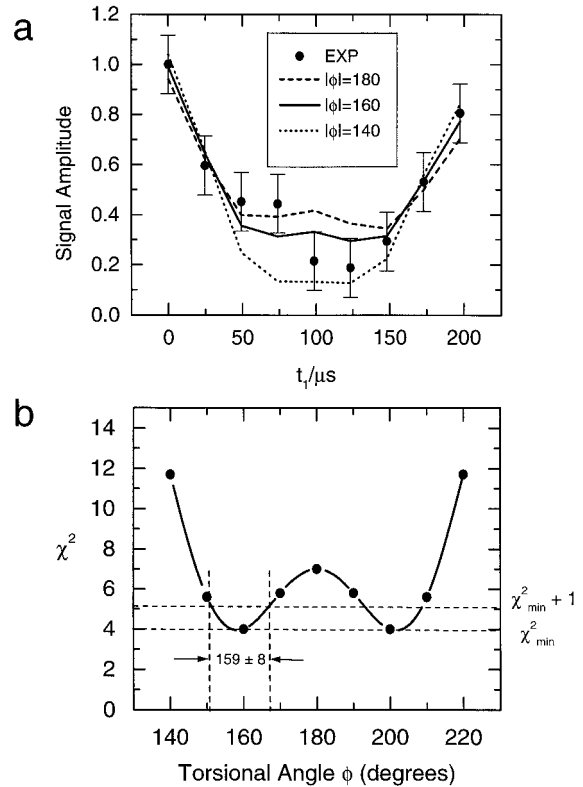 a
1.2
1.0
0.8
0.6
0.4
0.2
0.0
Signal Amplitude
EXP
|ϕ|=180
|ϕ|=160
|ϕ|=140
0 50 100 150 200
t₁/μs
b
14
12
10
8
6
4
2
0
χ²
χ²min + 1
χ²min
159 ± 8
140 160 180 200 220
Torsional Angle ϕ (degrees)